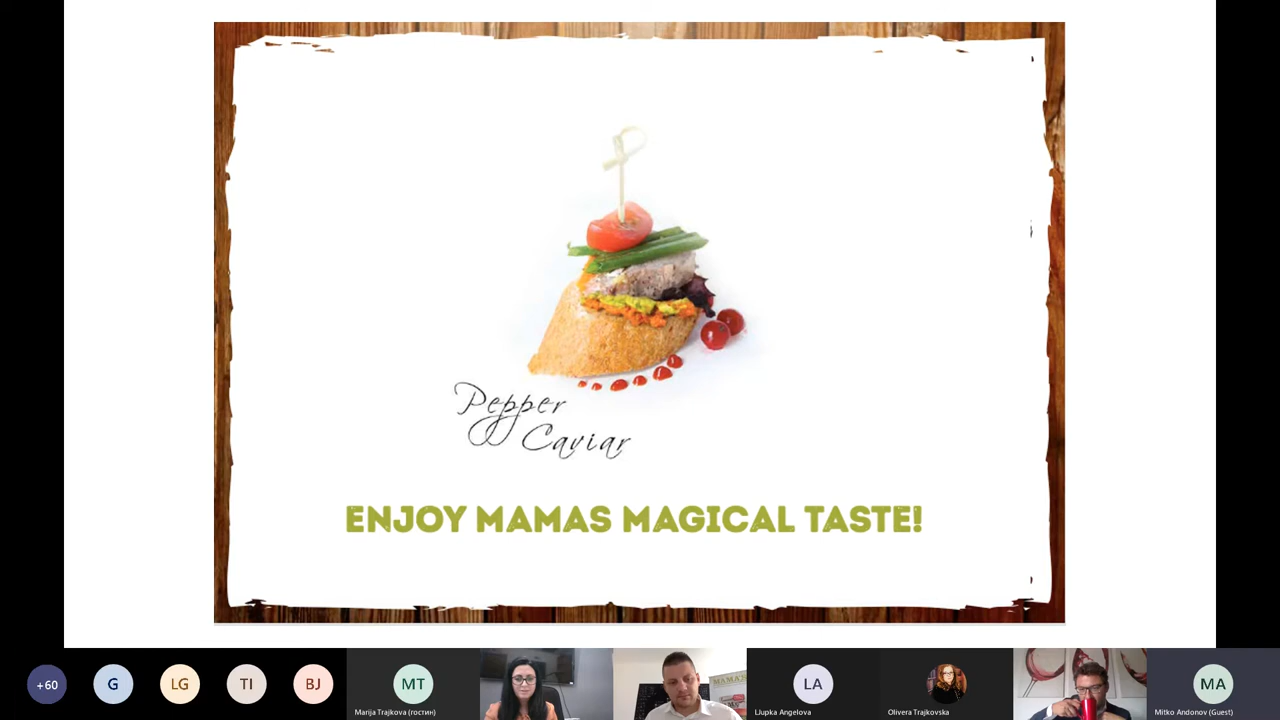 Pepper
Caviar
ENJOY MAMAS MAGICAL TASTE!
+60
G
LG
TI
BJ
MT
Marija Trajkova (гостин)
MAMA'S
LA
LJupka Angelova
Olivera Trajkovska
MA
Mitko Andonov (Guest)